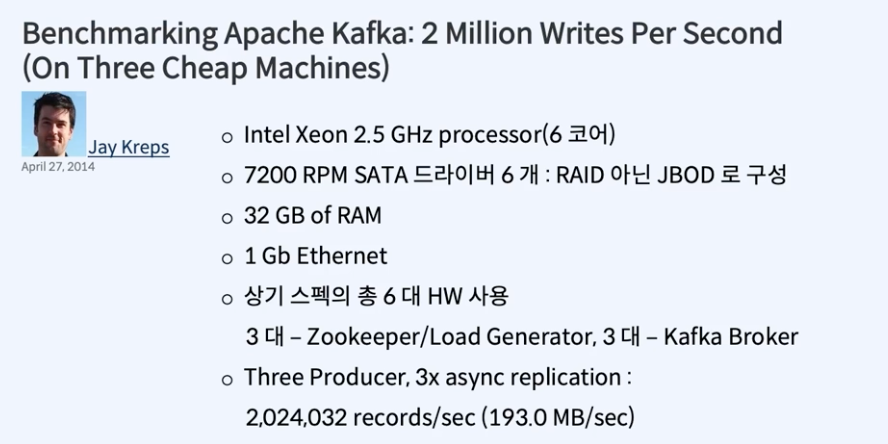 Benchmarking Apache Kafka: 2 Million Writes Per Second
(On Three Cheap Machines)
Jay Kreps
April 27, 2014
○ Intel Xeon 2.5 GHz processor(6 코어)
○ 7200 RPM SATA 드라이버 6 개 : RAID 아닌 JBOD 로 구성
○ 32 GB of RAM
○ 1 Gb Ethernet
○ 상기 스펙의 총 6 대 HW 사용
3 대 – Zookeeper/Load Generator, 3 대 – Kafka Broker
○ Three Producer, 3x async replication :
2,024,032 records/sec (193.0 MB/sec)